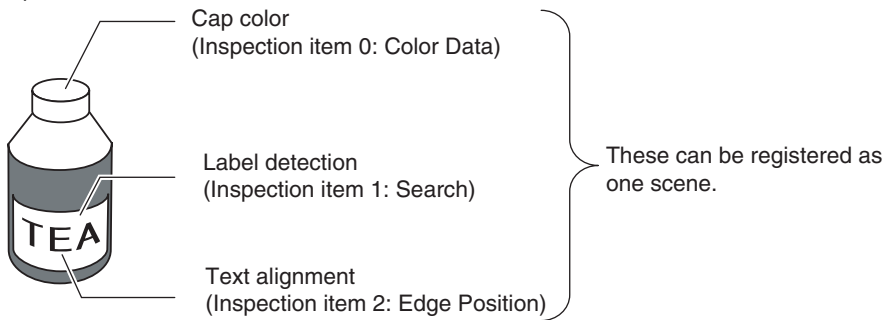 Cap color
(Inspection item 0: Color Data)
Label detection
(Inspection item 1: Search)
These can be registered as
one scene.
TEA
Text alignment
(Inspection item 2: Edge Position)